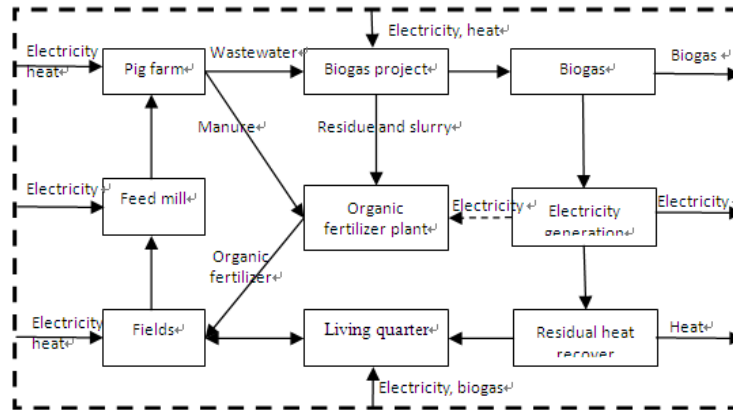 Electricity, heat
Electricity
heat
Pig farm
Wastewater
Biogas project
Biogas
Biogas
Manure
Residue and slurry
Electricity
Feed mill
Organic
fertilizer plant
Electricity
Electricity
generation
Electricity
Organic
fertilizer
Electricity
heat
Fields
Living quarter
Residual heat
recover
Heat
Electricity, biogas